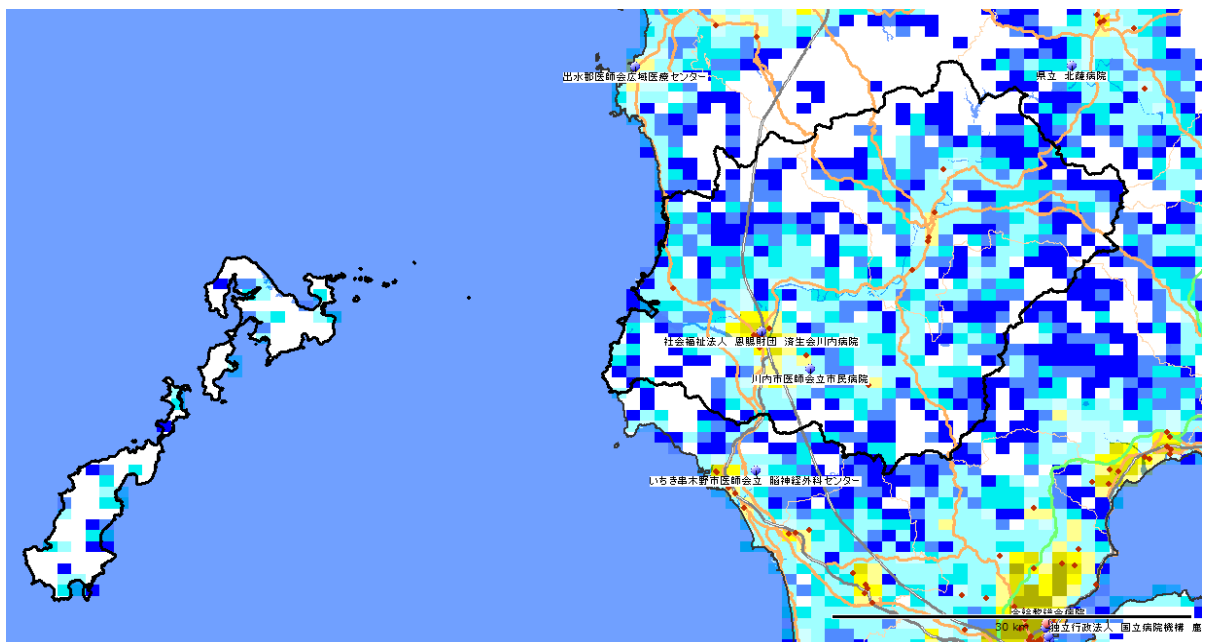 出水郡医師会広域医療センター
県立 北薩病院
社会福祉法人 恩賜財団 済生会川内病院
川内市医師会立市民病院
いちき串木野市医師会立 脳神経外科センター
30 km
独立行政法人 国立病院機構